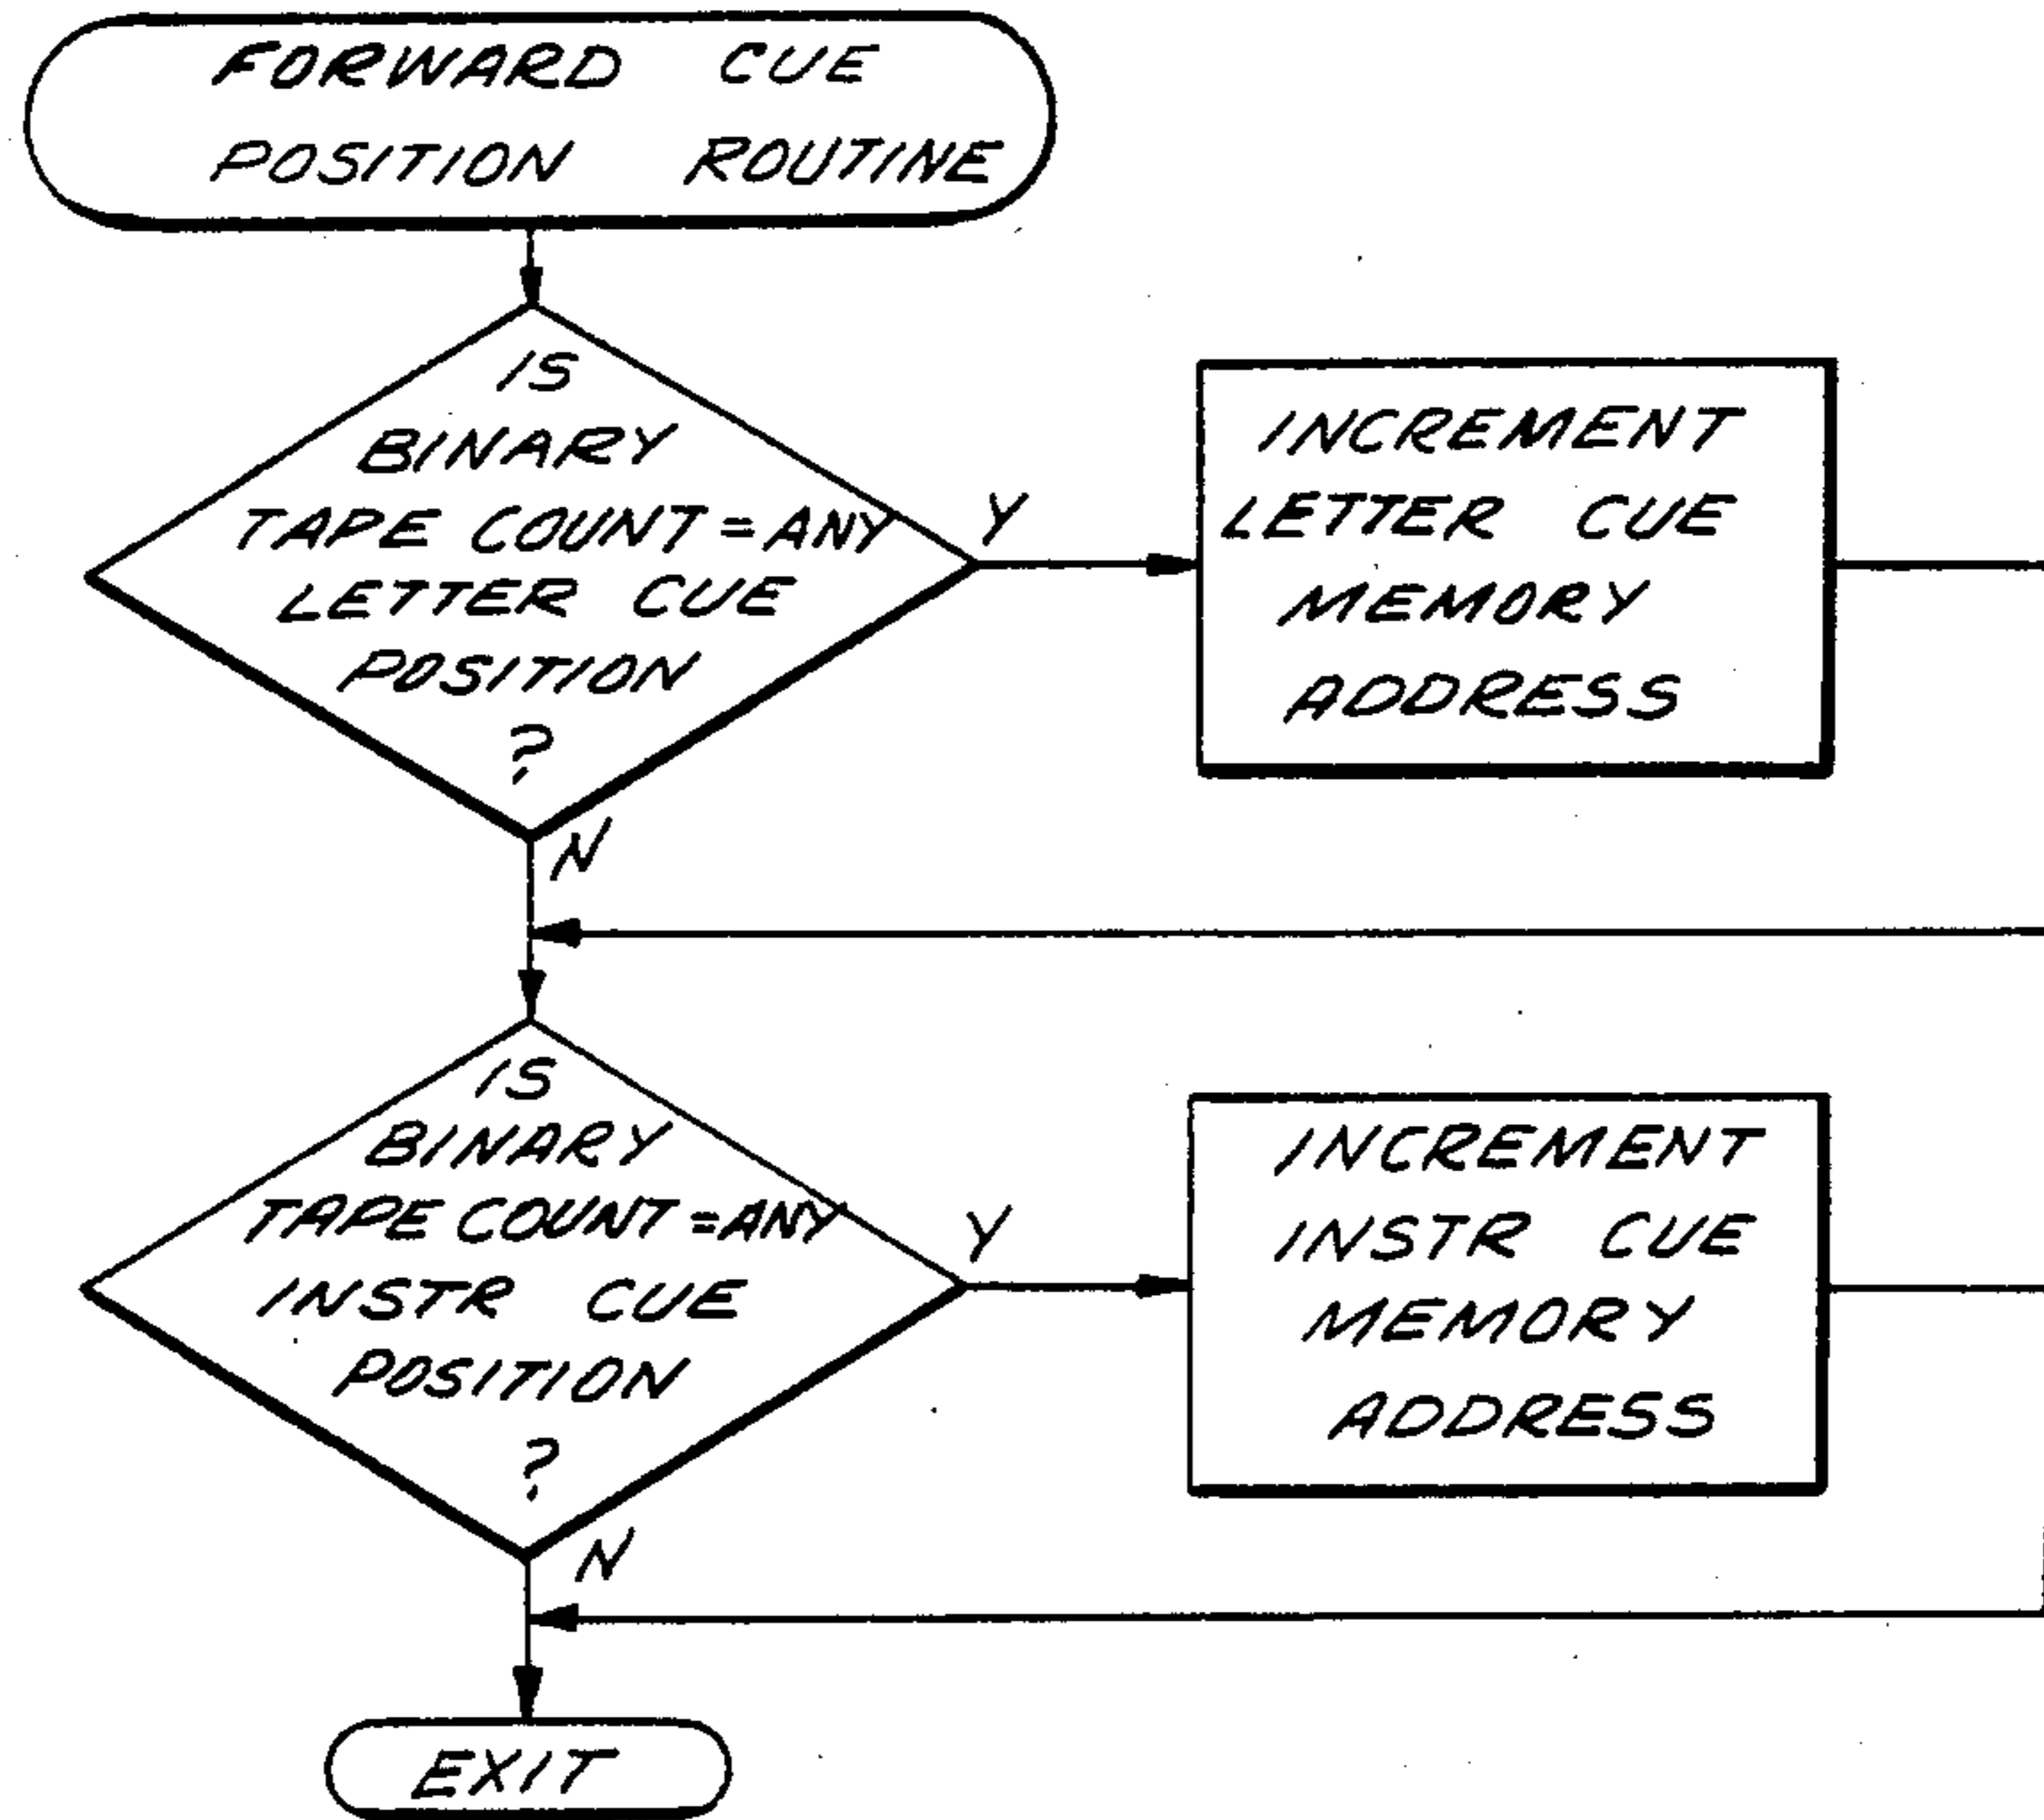 FORWARD CUE
POSITION ROUTINE
IS
BINARY
TAPE COUNT = ANY
LETTER CUE
POSITION
?
Y
INCREMENT
LETTER CUE
MEMORY
ADDRESS
N
IS
BINARY
TAPE COUNT = ANY
INSTR CUE
POSITION
?
Y
INCREMENT
INSTR CUE
MEMORY
ADDRESS
N
EXIT